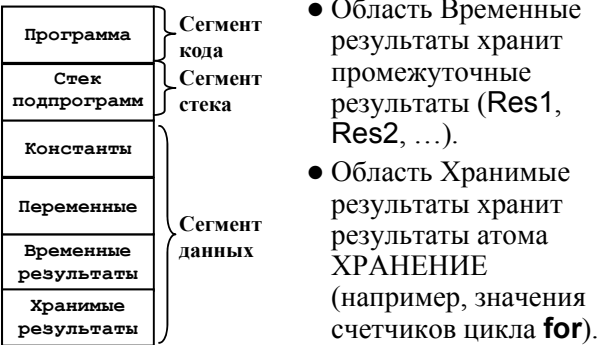 Программа
Сегмент
кода
Стек
подпрограмм
Сегмент
стека
Константы
Переменные
Временные
результаты
Хранимые
результаты
Сегмент
данных
● Область Временные
результаты хранит
промежуточные
результаты (Res1,
Res2, …).
● Область Хранимые
результаты хранит
результаты атома
ХРАНЕНИЕ
(например, значения
счетчиков цикла for).